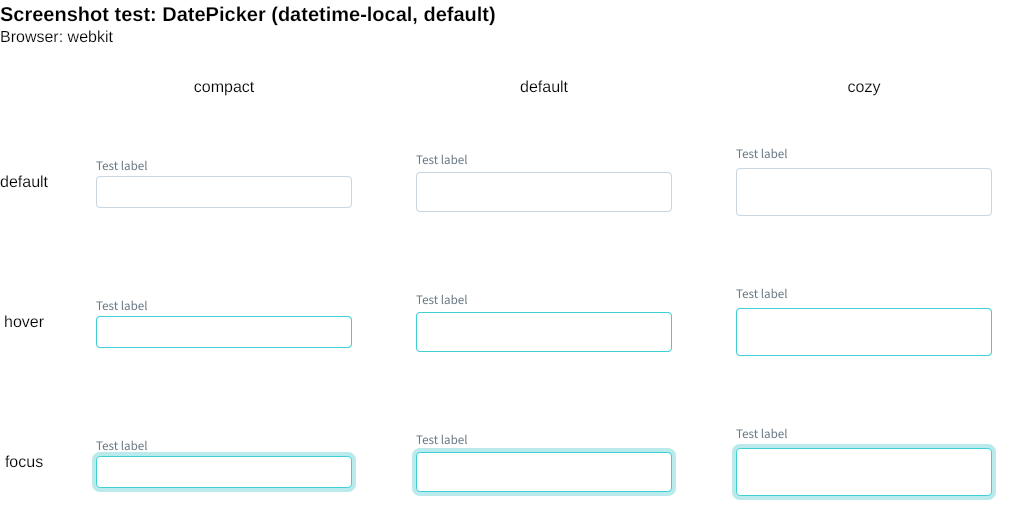 Screenshot test: DatePicker (datetime-local, default)
Browser: webkit
compact default cozy
default Test label Test label Test label
hover Test label Test label Test label
focus Test label Test label Test label